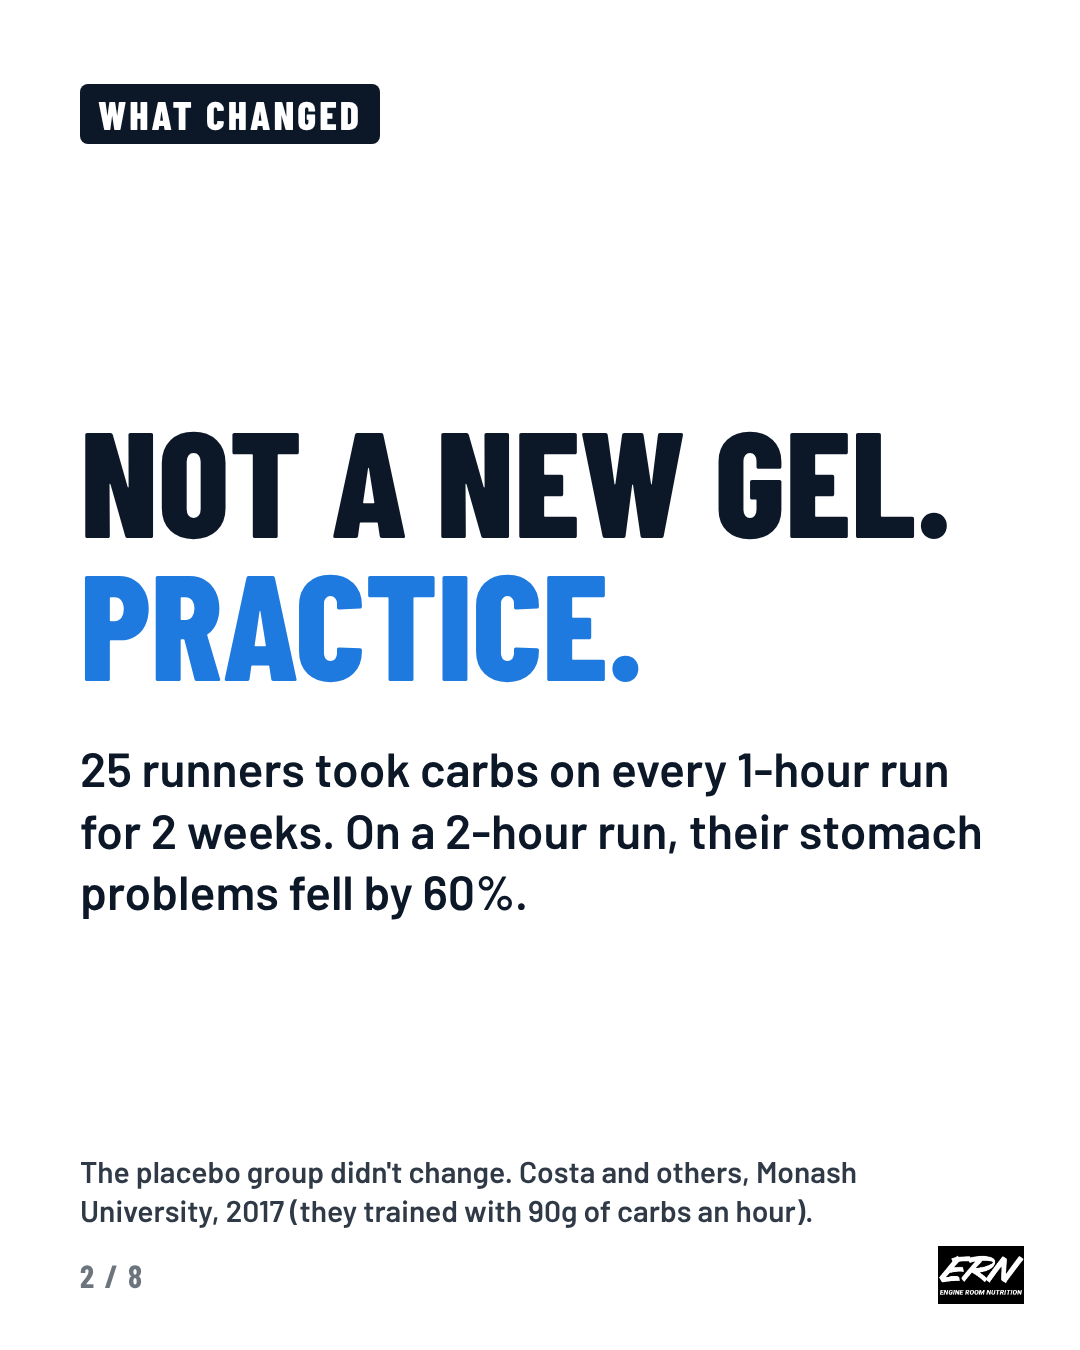 WHAT CHANGED
NOT A NEW GEL.
PRACTICE.
25 runners took carbs on every 1-hour run
for 2 weeks. On a 2-hour run, their stomach
problems fell by 60%.
The placebo group didn't change. Costa and others, Monash
University, 2017 (they trained with 90g of carbs an hour).
2 / 8
ERN
ENGINE ROOM NUTRITION